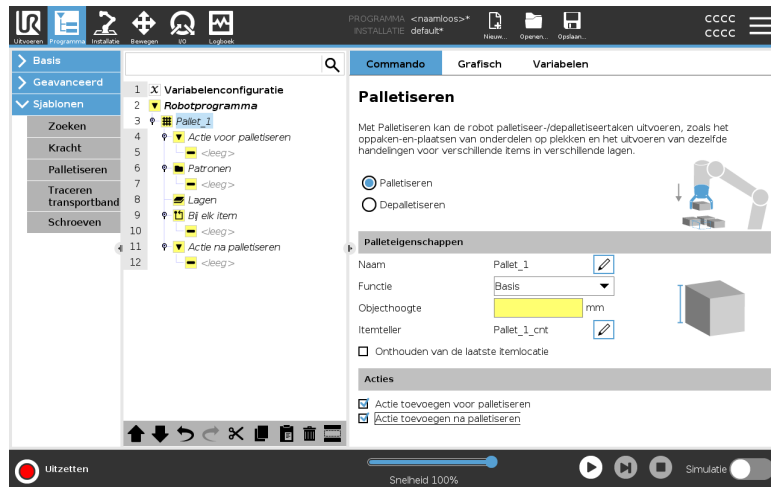 PROGRAMMA <naamloos>*
INSTALLATIE default*
CCCC
CCCC
UR
Uitvoeren Programma Installatie Bewegen I/O Logboek Nieuw... Openen... Opslaan...
Basis
Geavanceerd
Sjablonen
Zoeken
Kracht
Palletiseren
Traceren
transportband
Schroeven
1 X Variabelenconfiguratie
2 Robotprogramma
3 Pallet_1
4 Actie voor palletiseren
5 <leeg>
6 Patronen
7 <leeg>
8 Lagen
9 Bij elk item
10 <leeg>
11 Actie na palletiseren
12 <leeg>
Commando Grafisch Variabelen
Palletiseren
Met Palletiseren kan de robot palletiseer-/depalletiseertaken uitvoeren, zoals het
oppaken-en-plaatsen van onderdelen op plekken en het uitvoeren van dezelfde
handelingen voor verschillende items in verschillende lagen.
Palletiseren
Depalletiseren
Palleteigenschappen
Naam Pallet_1
Functie Basis
Objecthoogte mm
Itemteller Pallet_1_cnt
Onthouden van de laatste itemlocatie
Acties
Actie toevoegen voor palletiseren
Actie toevoegen na palletiseren
Uitzetten
Snelheid 100%
Simulatie